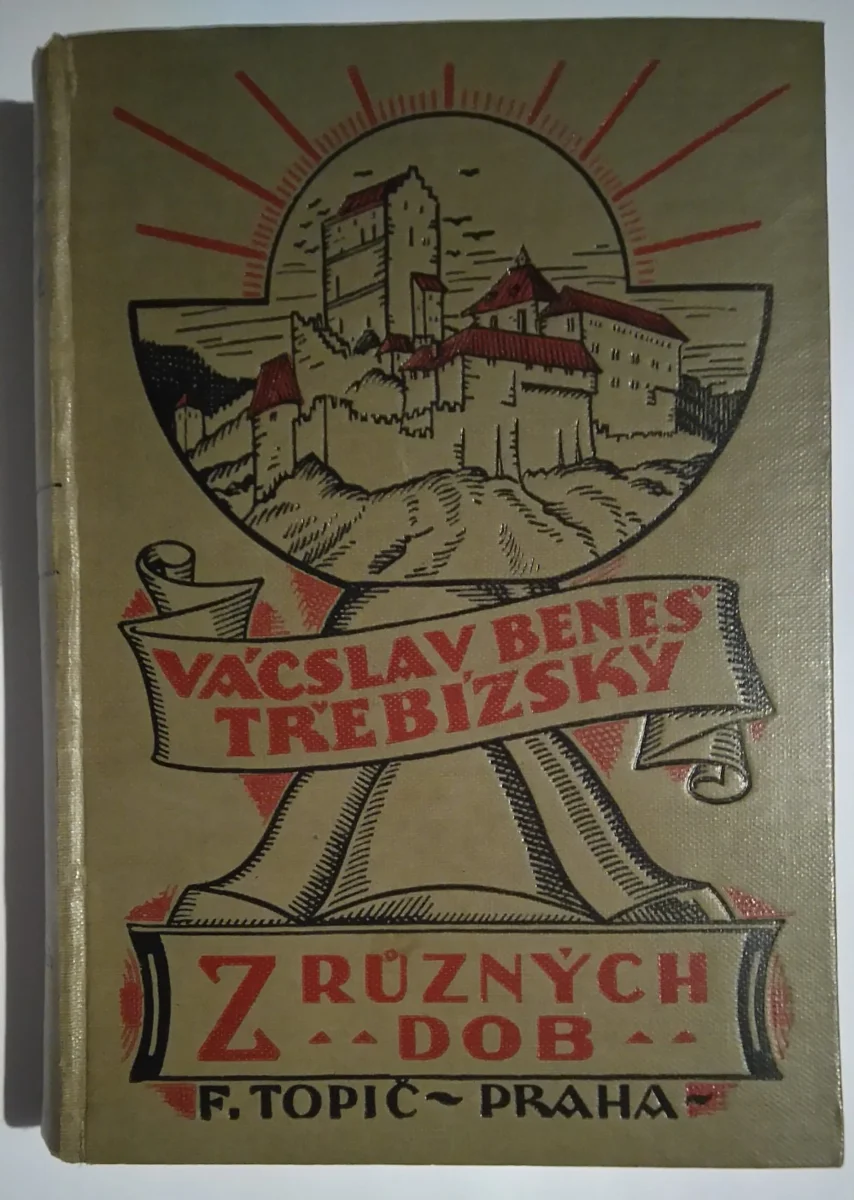 VÁCSLAV BENEŠ
TŘEBÍZSKÝ
Z RŮZNÝCH
DOB
F. TOPIČ ~ PRAHA ~